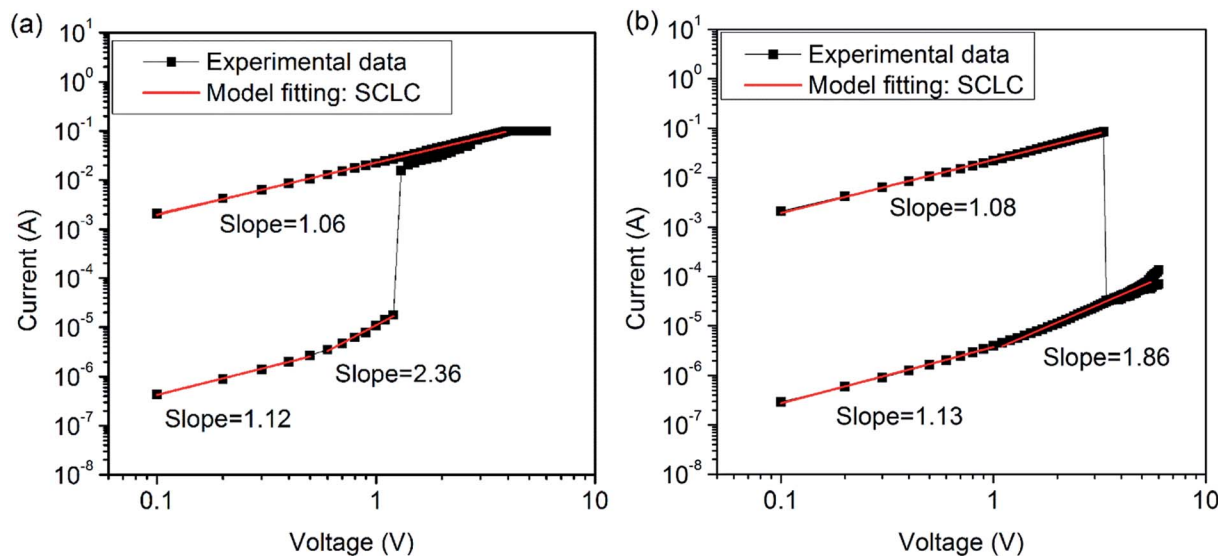 (a)
Experimental data
Model fitting: SCLC
Current (A)
10^1
10^0
10^-1
10^-2
10^-3
10^-4
10^-5
10^-6
10^-7
10^-8
Slope=1.06
Slope=2.36
Slope=1.12
0.1 1 10
Voltage (V)
(b)
Experimental data
Model fitting: SCLC
Current (A)
10^1
10^0
10^-1
10^-2
10^-3
10^-4
10^-5
10^-6
10^-7
10^-8
Slope=1.08
Slope=1.86
Slope=1.13
0.1 1 10
Voltage (V)